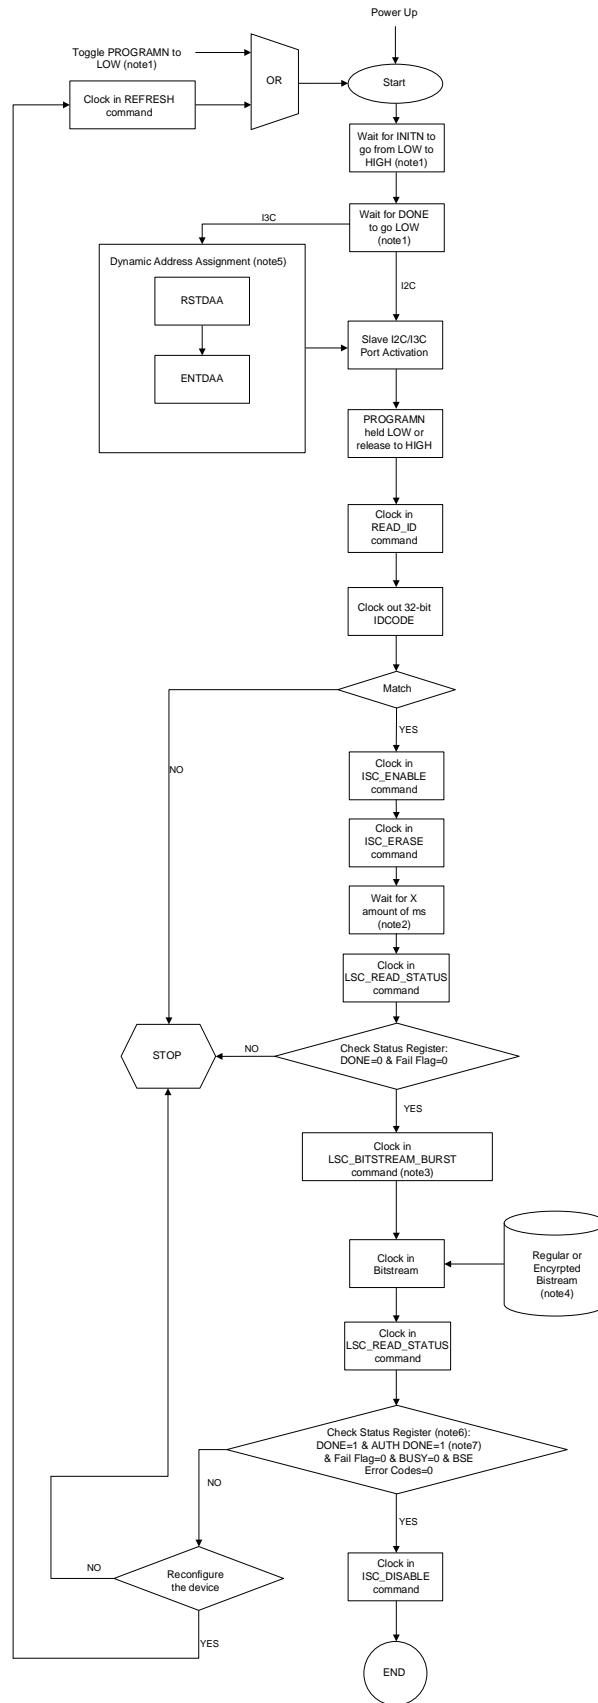 Power Up
Toggle PROGRAMN to
LOW (note1)
OR
Start
Clock in REFRESH
command
Wait for INITN to
go from LOW to
HIGH (note1)
Wait for DONE
to go LOW
(note1)
I3C
Dynamic Address Assignment (note5)
RSTDAA
ENTDAA
I2C
Slave I2C/I3C
Port Activation
PROGRAMN
held LOW or
release to HIGH
Clock in
READ_ID
command
Clock out 32-bit
IDCODE
Match
YES
NO
Clock in
ISC_ENABLE
command
Clock in
ISC_ERASE
command
Wait for X
amount of ms
(note2)
Clock in
LSC_READ_STATUS
command
STOP
NO
Check Status Register:
DONE=0 & Fail Flag=0
YES
Clock in
LSC_BITSTREAM_BURST
command (note3)
Clock in
Bitstream
Regular or
Encyrpted
Bistream
(note4)
Clock in
LSC_READ_STATUS
command
Check Status Register (note6):
DONE=1 & AUTH DONE=1 (note7)
& Fail Flag=0 & BUSY=0 & BSE
Error Codes=0
NO
YES
NO
Reconfigure
the device
Clock in
ISC_DISABLE
command
YES
END